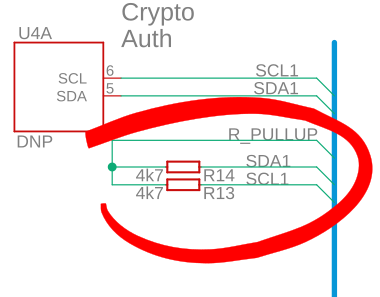 Crypto
Auth
U4A
SCL 6 SCL1
SDA 5 SDA1
DNP
R_PULLUP
4k7 R14 SDA1
4k7 R13 SCL1